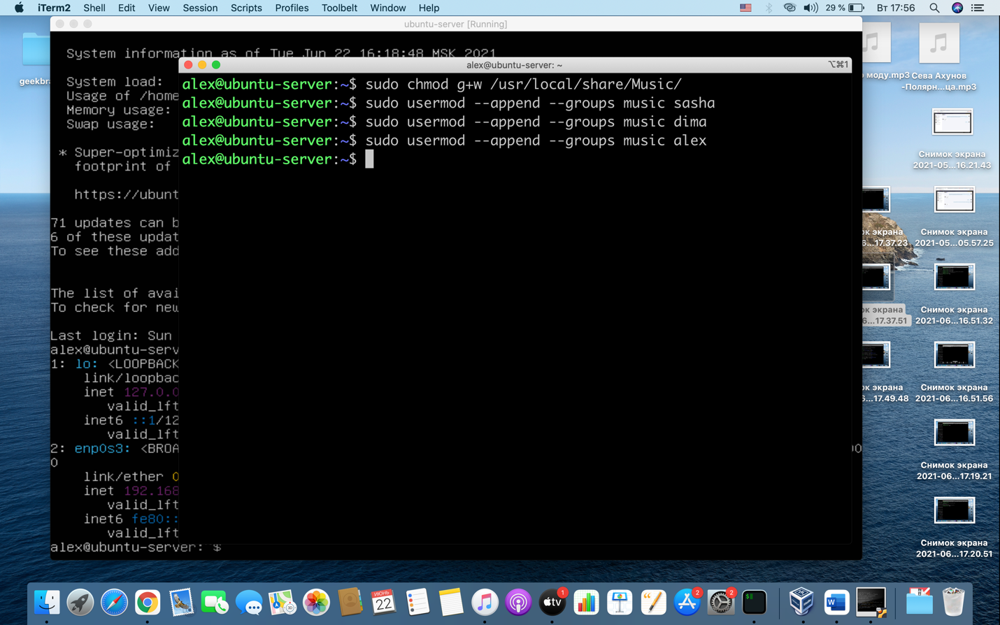 iTerm2 Shell Edit View Session Scripts Profiles Toolbelt Window Help 29 % Вт 17:56
ubuntu-server [Running]
System information as of Tue Jun 22 16:18:48 MSK 2021
System load:
Usage of /home
Memory usage:
Swap usage:
* Super-optimiz
footprint of
https://ubunt
71 updates can b
6 of these updat
To see these add
The list of avai
To check for new
Last login: Sun
alex@ubuntu-serv
1: lo: <LOOPBACK
link/loopbac
inet 127.0.0
valid_lft
inet6 ::1/12
valid_lft
2: enp0s3: <BROA
0
link/ether 0
inet 192.168
valid_lft
inet6 fe80::
valid_lft
alex@ubuntu-server:~$
alex@ubuntu-server: ~ ⌥⌘1
alex@ubuntu-server:~$ sudo chmod g+w /usr/local/share/Music/
alex@ubuntu-server:~$ sudo usermod --append --groups music sasha
alex@ubuntu-server:~$ sudo usermod --append --groups music dima
alex@ubuntu-server:~$ sudo usermod --append --groups music alex
alex@ubuntu-server:~$
geekbra
моду.mp3
Сева Ахунов
-Полярн...ца.mp3
Снимок экрана
2021-05...16.21.43
ок экрана
6...17.37.23
Снимок экрана
2021-05...05.57.25
ок экрана
6...17.37.51
Снимок экрана
2021-06...16.51.32
ок экрана
6...17.49.48
Снимок экрана
2021-06...16.51.56
Снимок экрана
2021-06...17.19.21
Снимок экрана
2021-06...17.20.51
ИЮНЬ
22
tv
1
2
2
W